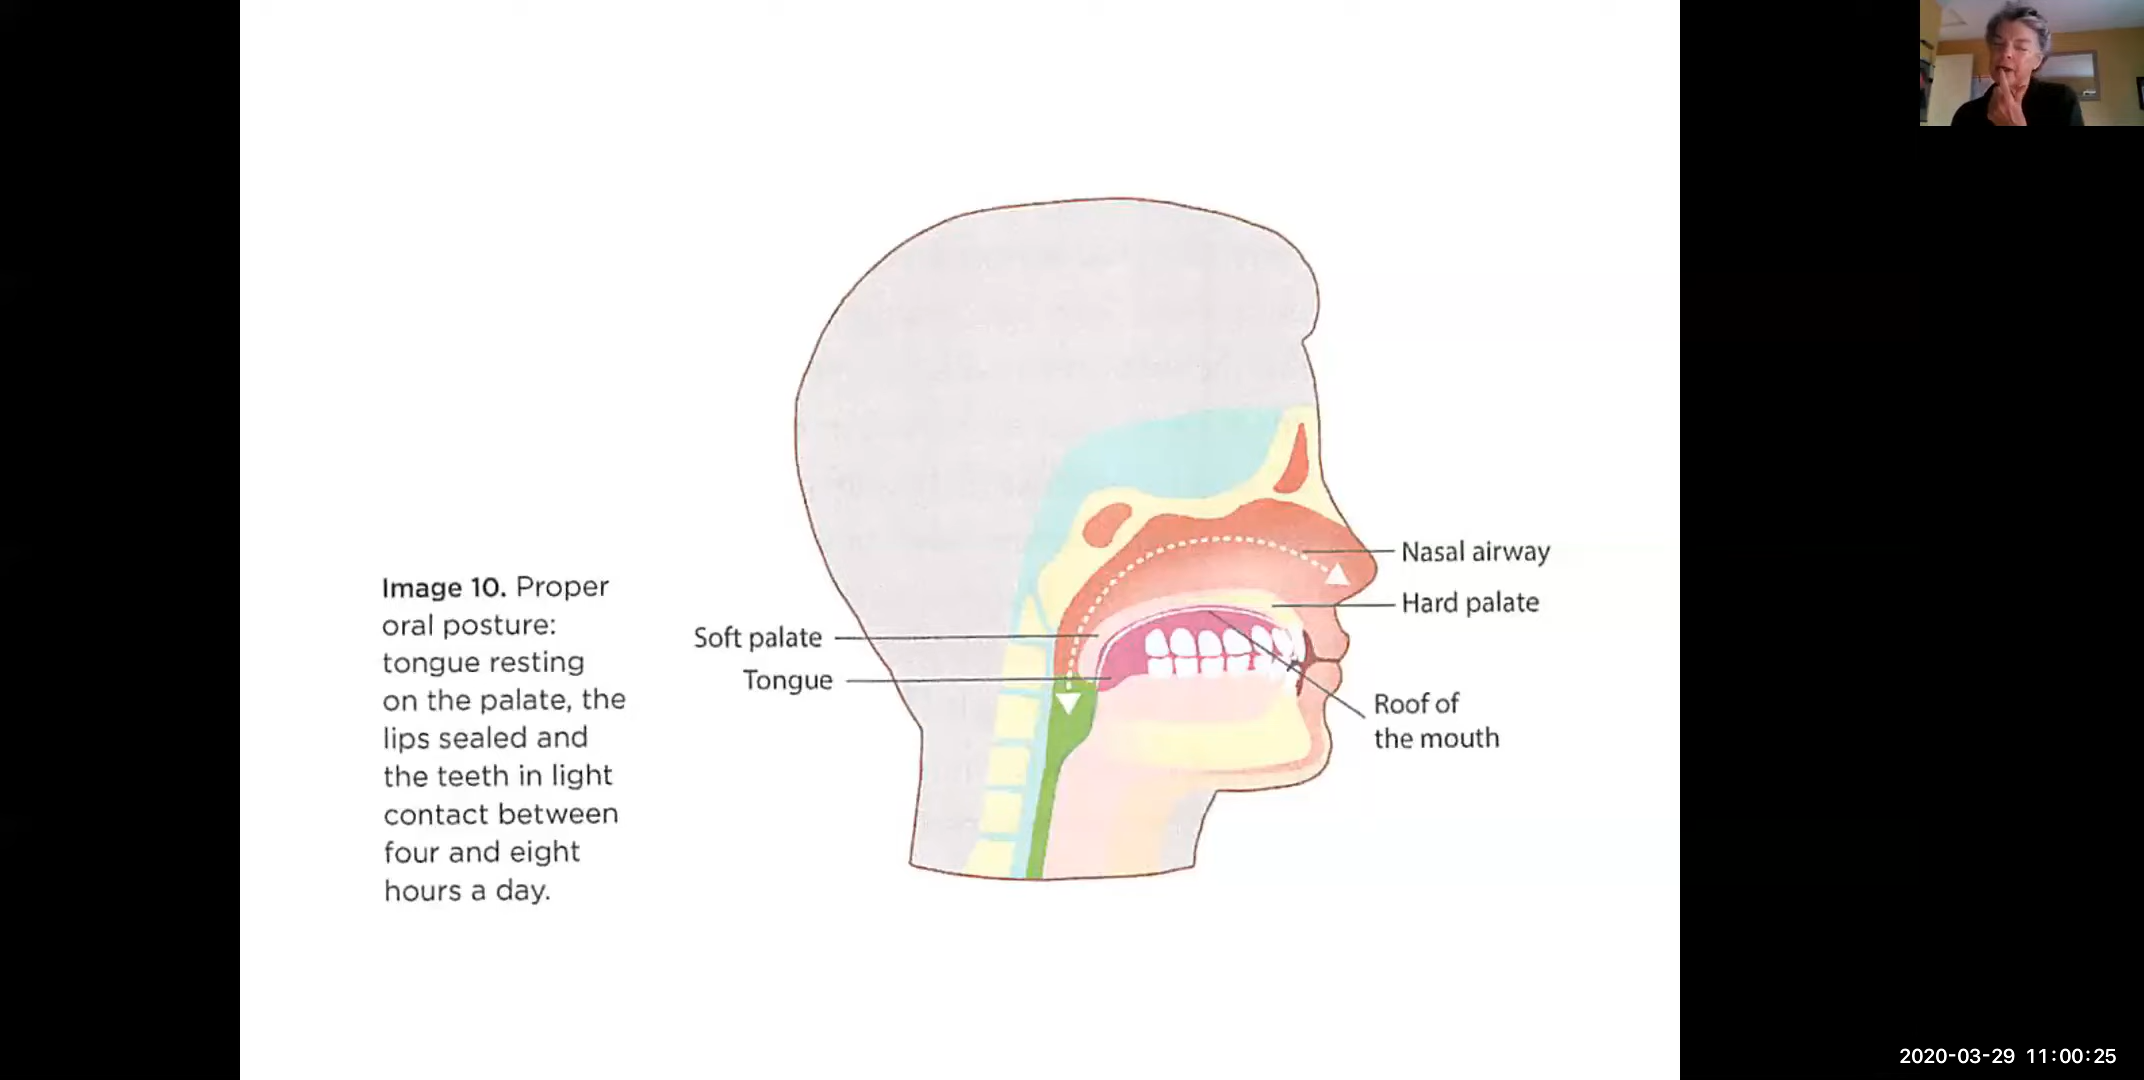 Image 10. Proper
oral posture:
tongue resting
on the palate, the
lips sealed and
the teeth in light
contact between
four and eight
hours a day.
Soft palate
Tongue
Nasal airway
Hard palate
Roof of
the mouth
2020-03-29 11:00:25